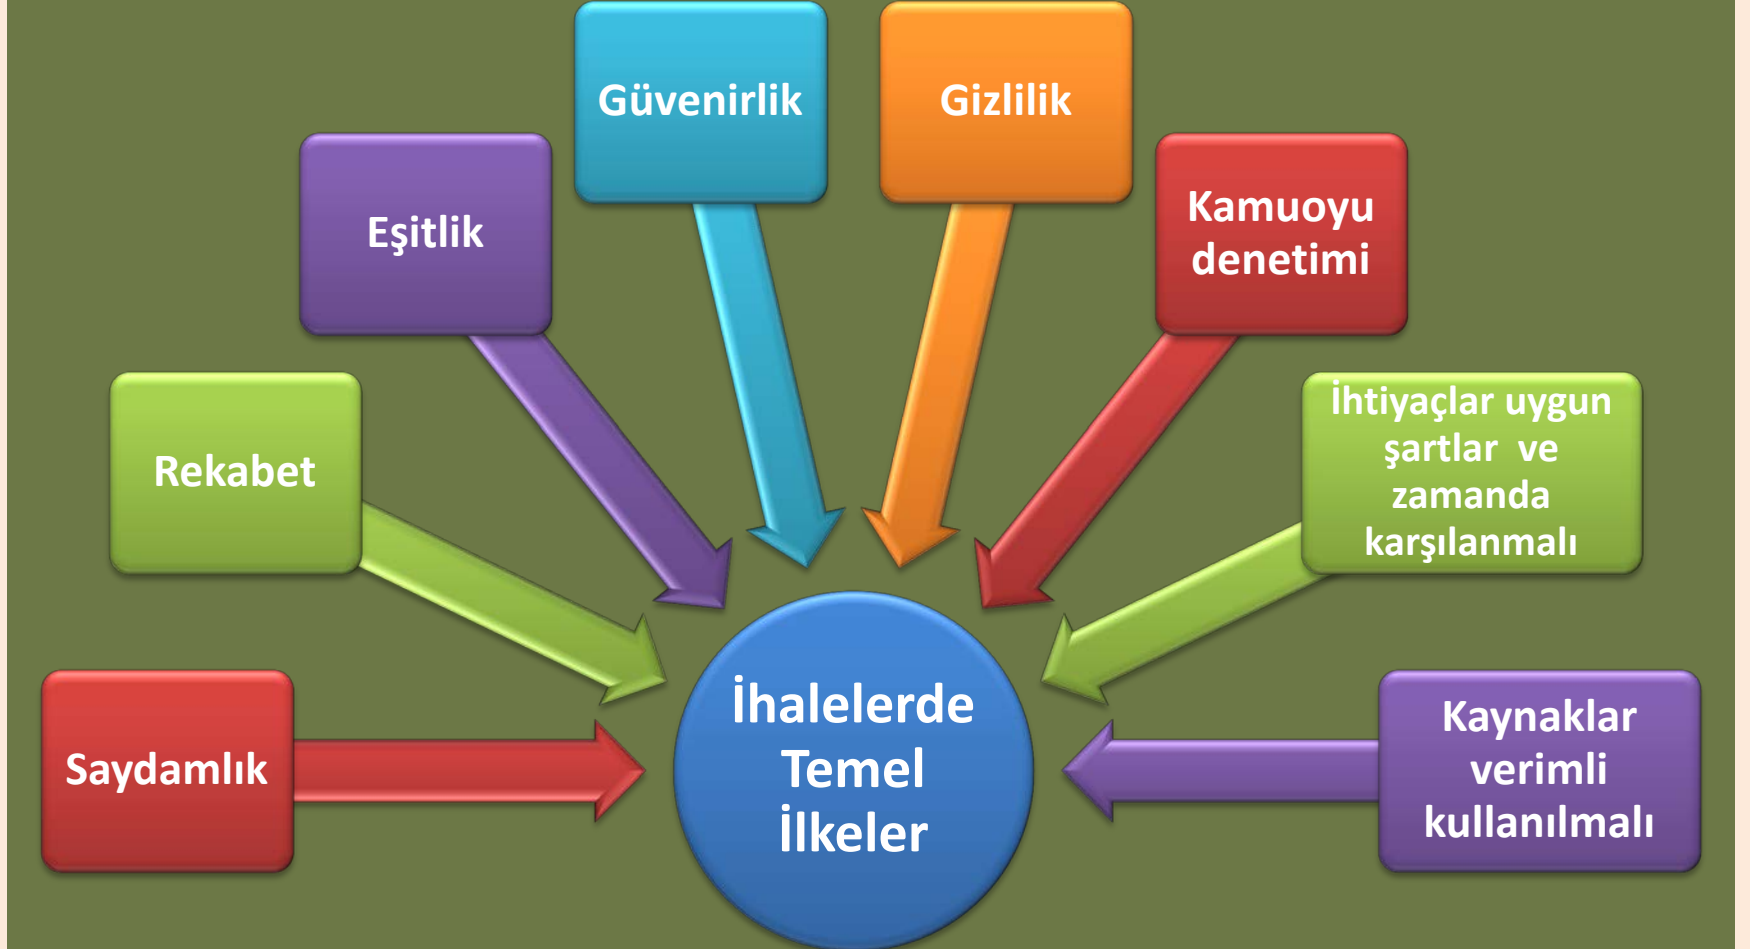 Güvenirlik
Gizlilik
Eşitlik
Kamuoyu
denetimi
Rekabet
İhtiyaçlar uygun
şartlar  ve
zamanda
karşılanmalı
Saydamlık
İhalelerde
Temel
İlkeler
Kaynaklar
verimli
kullanılmalı